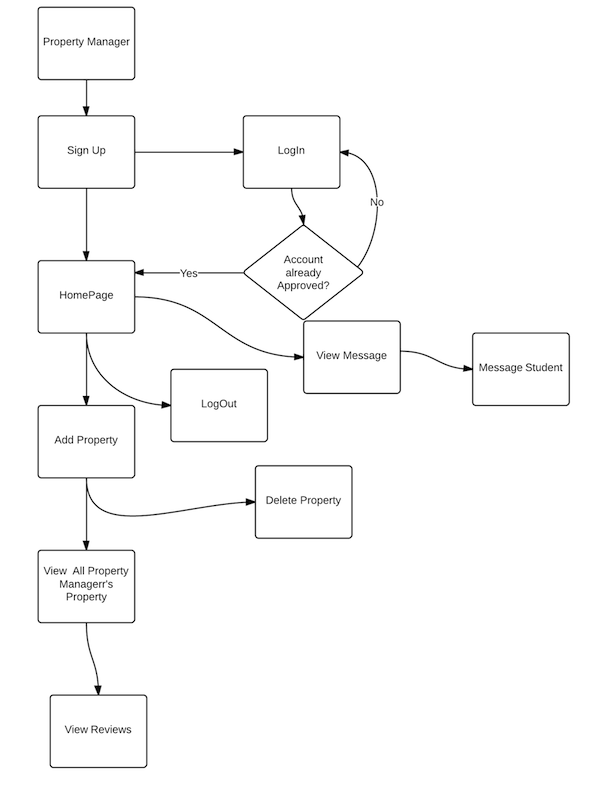 Property Manager
Sign Up
LogIn
No
Account
already
Approved?
Yes
HomePage
View Message
Message Student
LogOut
Add Property
Delete Property
View  All Property
Managerr's
Property
View Reviews